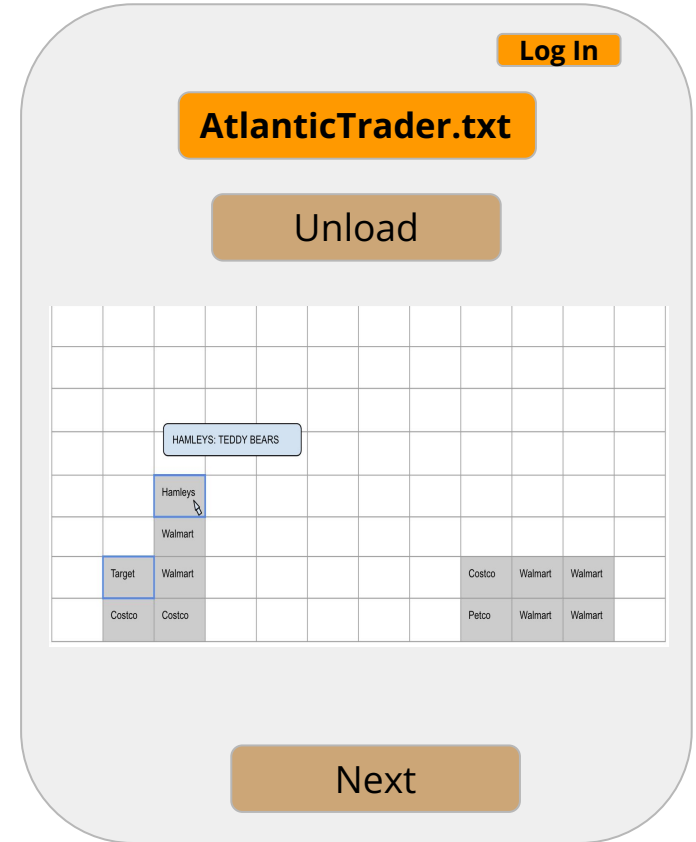 Log In
AtlanticTrader.txt
Unload
HAMLEYS: TEDDY BEARS
Hamleys
Walmart
Target Walmart Costco Walmart Walmart
Costco Costco Petco Walmart Walmart
Next